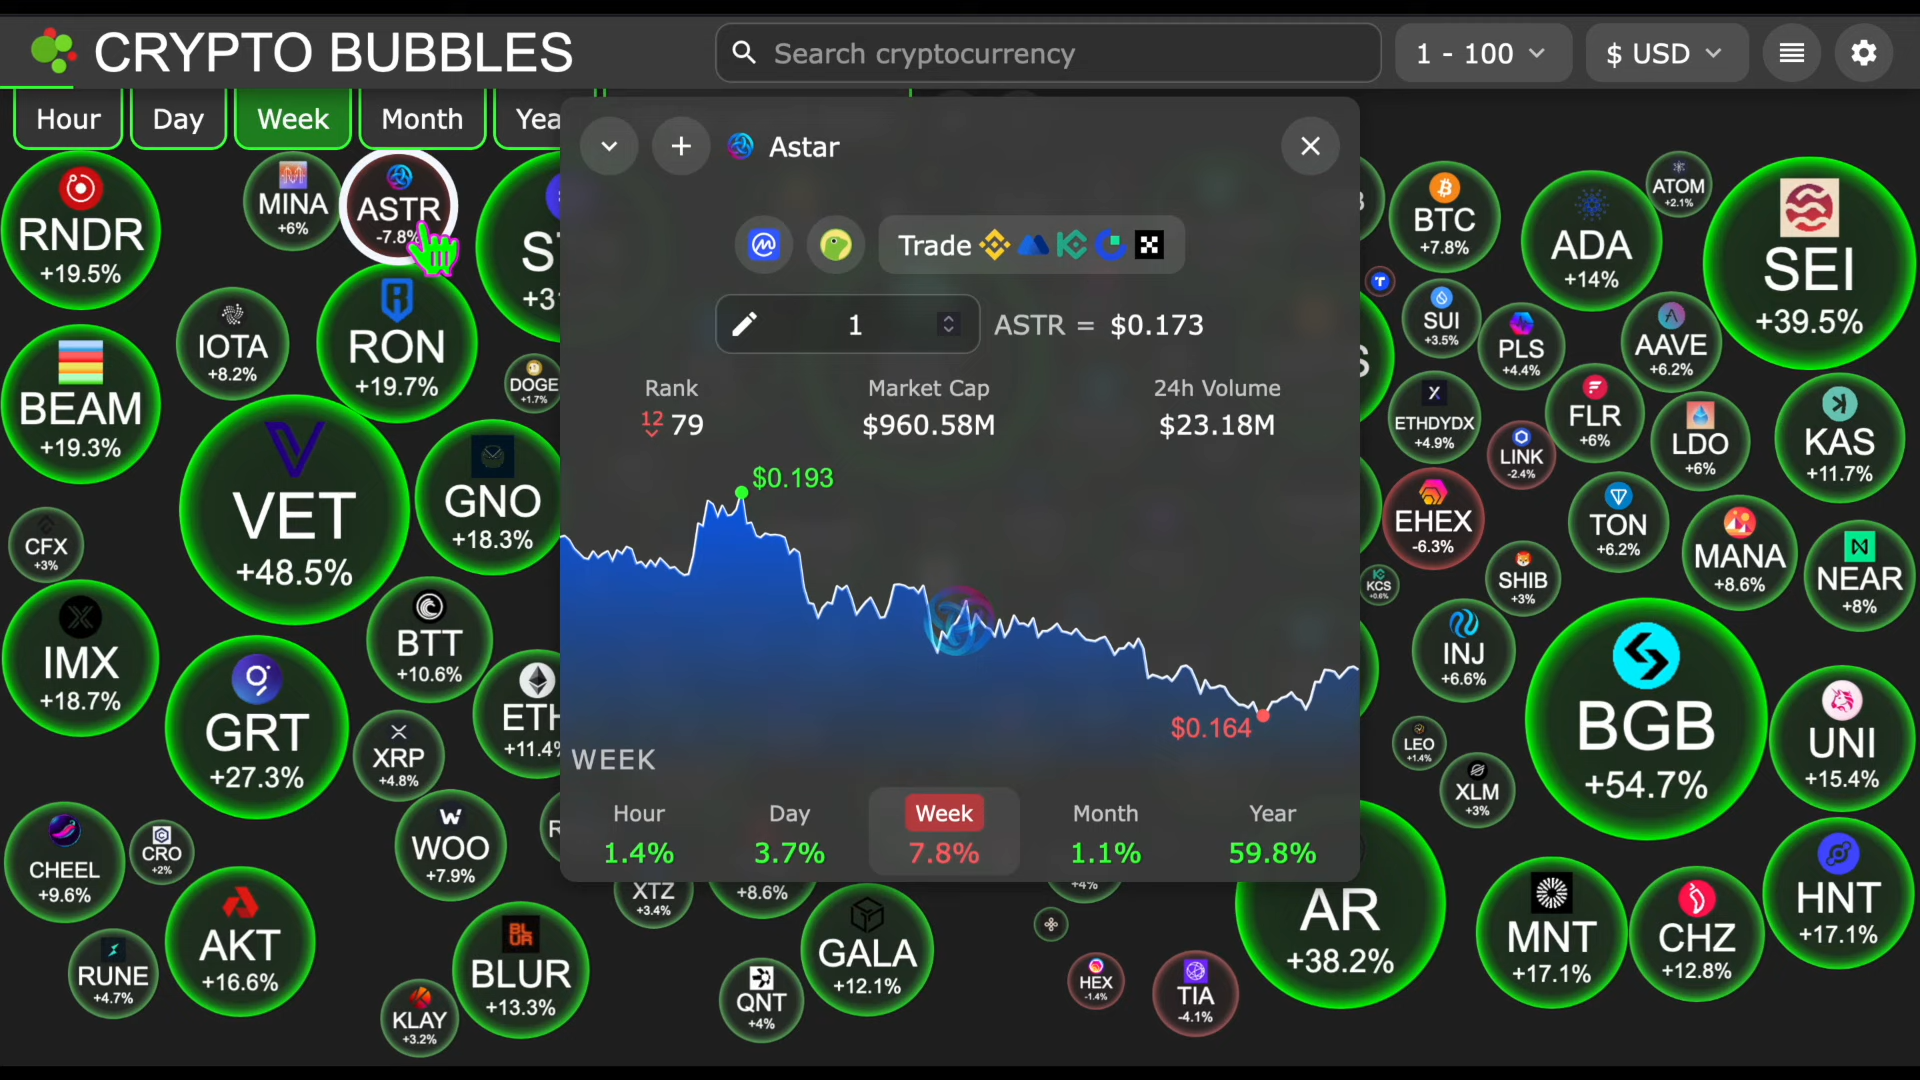 CRYPTO BUBBLES
Search cryptocurrency
1 - 100
$ USD
Hour
Day
Week
Month
Astar
Trade
1
ASTR = $0.173
Rank
12
79
Market Cap
$960.58M
24h Volume
$23.18M
$0.193
$0.164
WEEK
Hour
1.4%
Day
3.7%
Week
7.8%
Month
1.1%
Year
59.8%
RNDR
+19.5%
MINA
+6%
ASTR
-7.8%
IOTA
+8.2%
RON
+19.7%
DOGE
+1.7%
BEAM
+19.3%
VET
+48.5%
GNO
+18.3%
CFX
+3%
IMX
+18.7%
BTT
+10.6%
GRT
+27.3%
XRP
+4.8%
ETH
+11.4%
CHEEL
+9.6%
CRO
+2%
WOO
+7.9%
AKT
+16.6%
RUNE
+4.7%
BLUR
BLUR
+13.3%
KLAY
+3.2%
XTZ
+3.4%
+8.6%
QNT
+4%
GALA
+12.1%
+4%
HEX
-1.4%
TIA
-4.1%
AR
+38.2%
BTC
+7.8%
SUI
+3.5%
ETHDYDX
+4.9%
EHEX
-6.3%
KCS
+0.6%
LINK
-2.4%
PLS
+4.4%
ADA
+14%
ATOM
+2.1%
SEI
+39.5%
AAVE
+6.2%
FLR
+6%
LDO
+6%
KAS
+11.7%
TON
+6.2%
MANA
+8.6%
NEAR
+8%
SHIB
+3%
INJ
+6.6%
BGB
+54.7%
LEO
+1.4%
XLM
+3%
UNI
+15.4%
MNT
+17.1%
CHZ
+12.8%
HNT
+17.1%